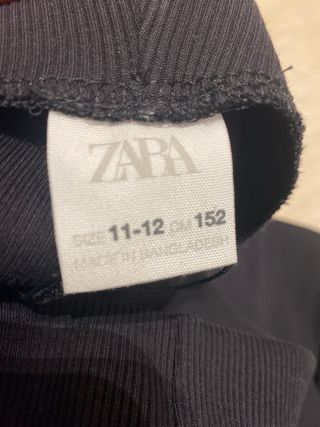 ZARA
SIZE 11-12 CM 152
MADE IN BANGLADESH